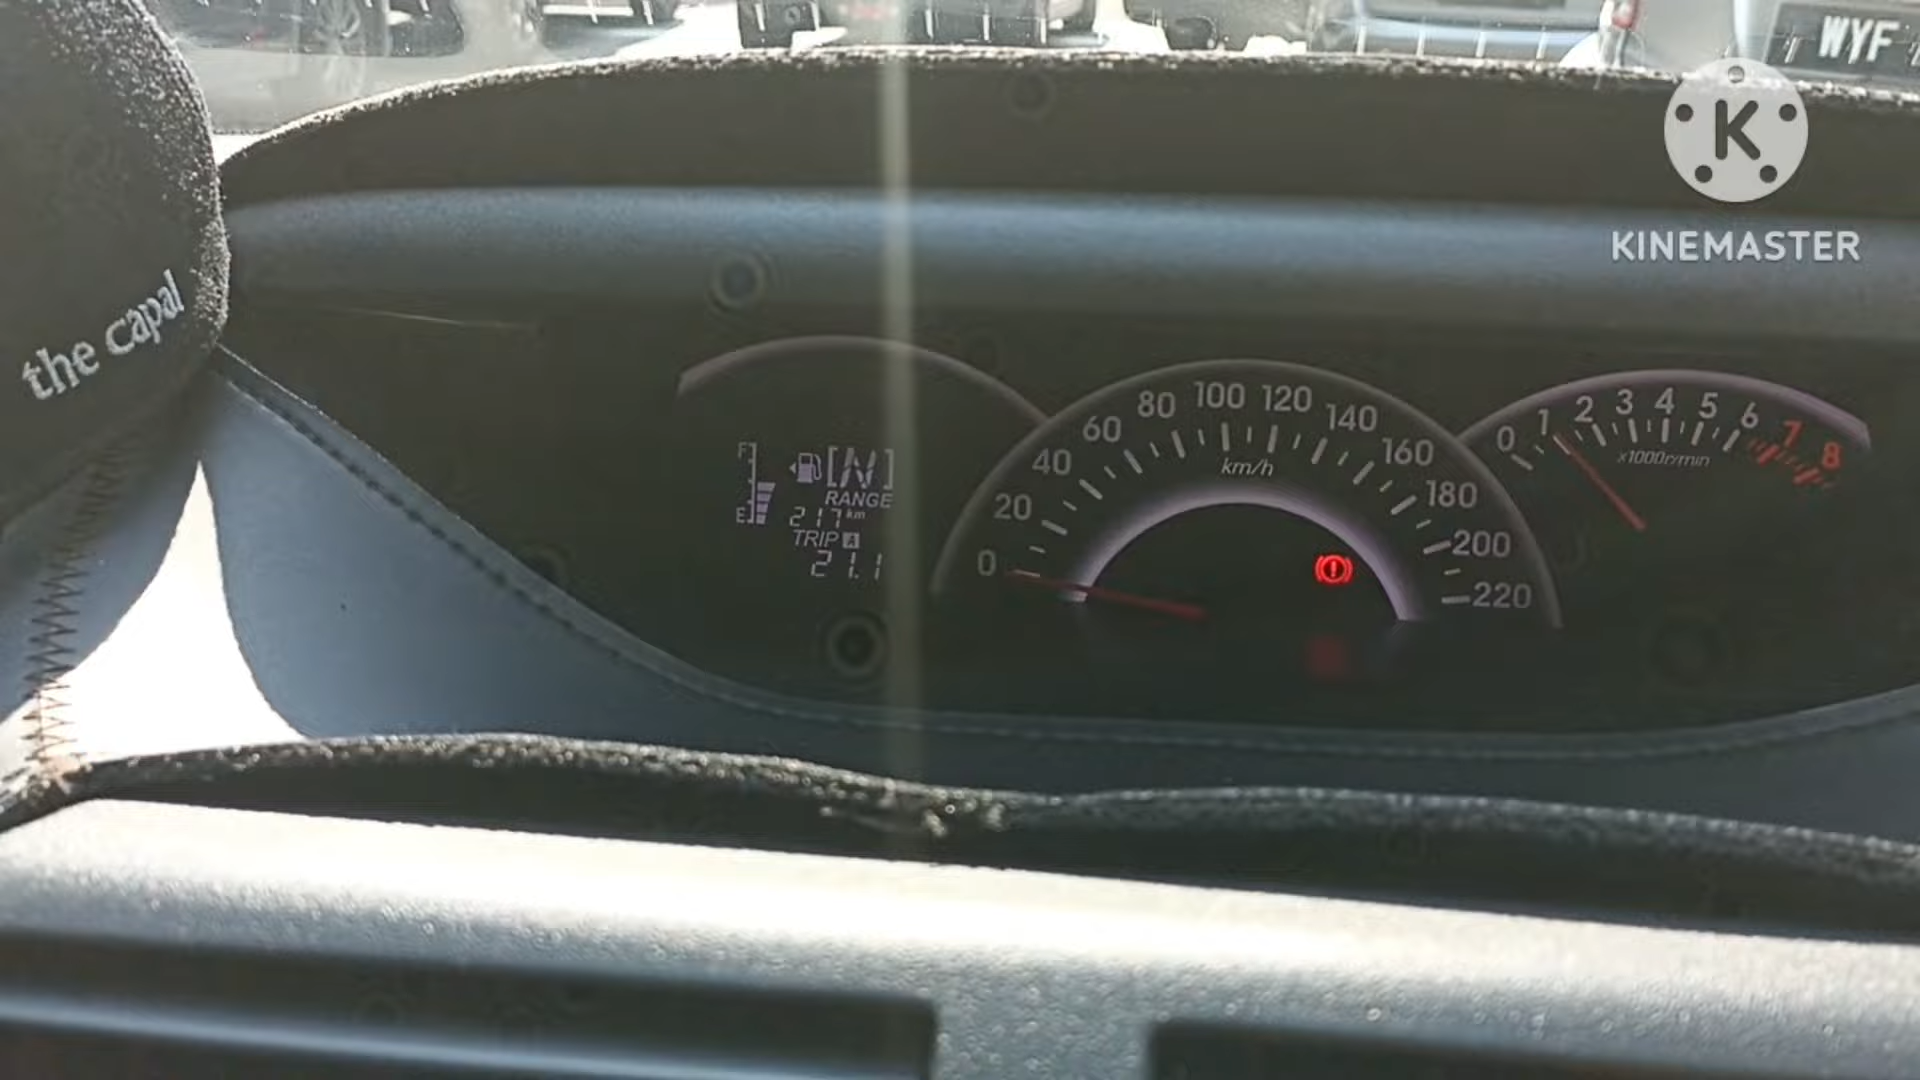 WYF
K
KINEMASTER
the capal
F
E
[N]
RANGE
217 km
TRIP A
21.1
0 20 40 60 80 100 120 140 160 180 200 220
km/h
0 1 2 3 4 5 6 7 8
x1000r/min